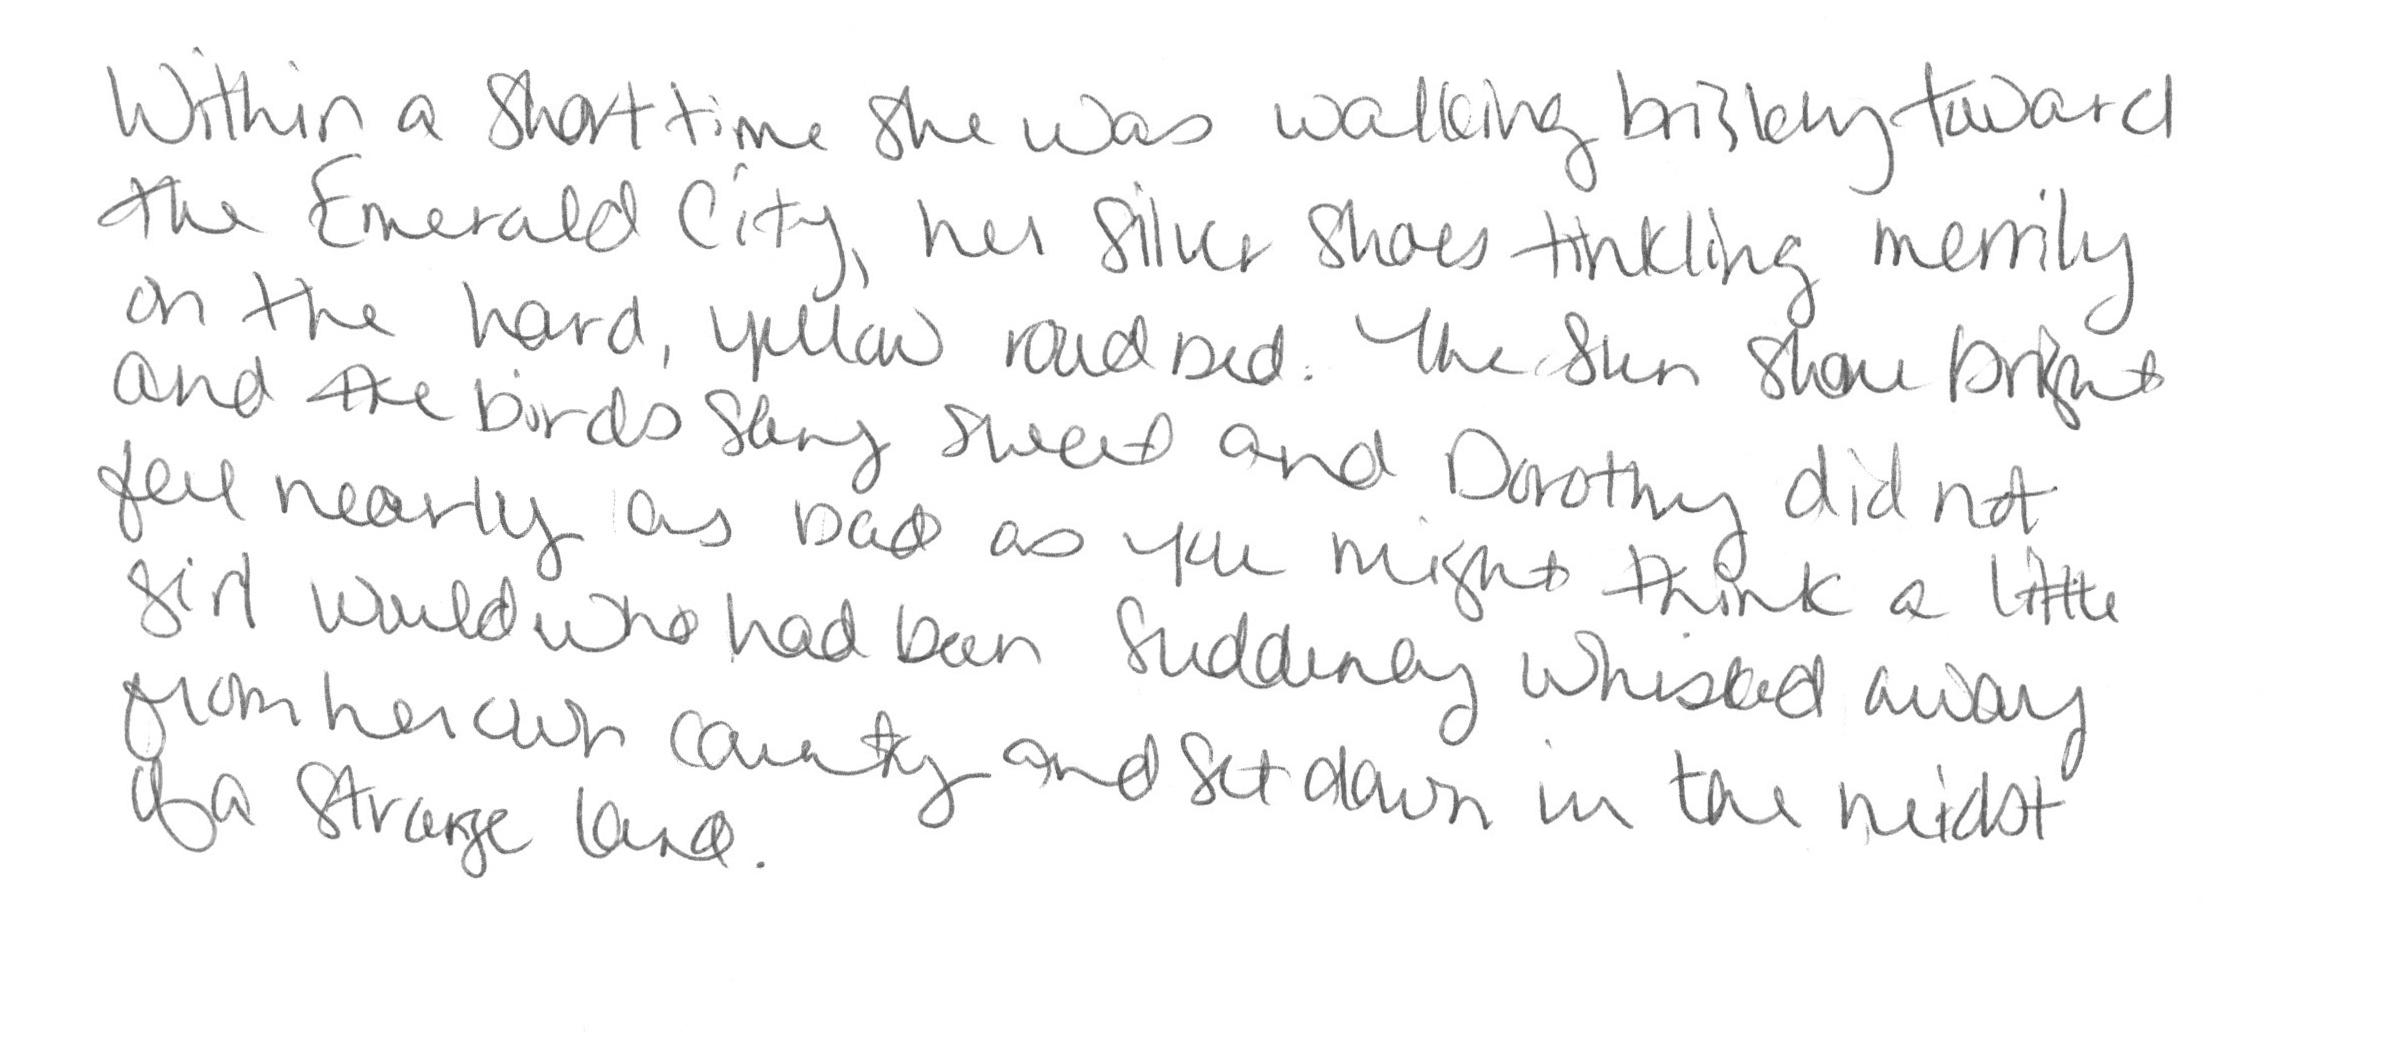 Within a short time she was walking briskly toward
the Emerald City, her silver shoes tinkling merrily
on the hard, yellow roadbed. The sun shone bright
and the birds sang sweet and Dorothy did not
feel nearly as bad as you might think a little
girl would who had been suddenly whisked away
from her own country and set down in the midst
of a strange land.